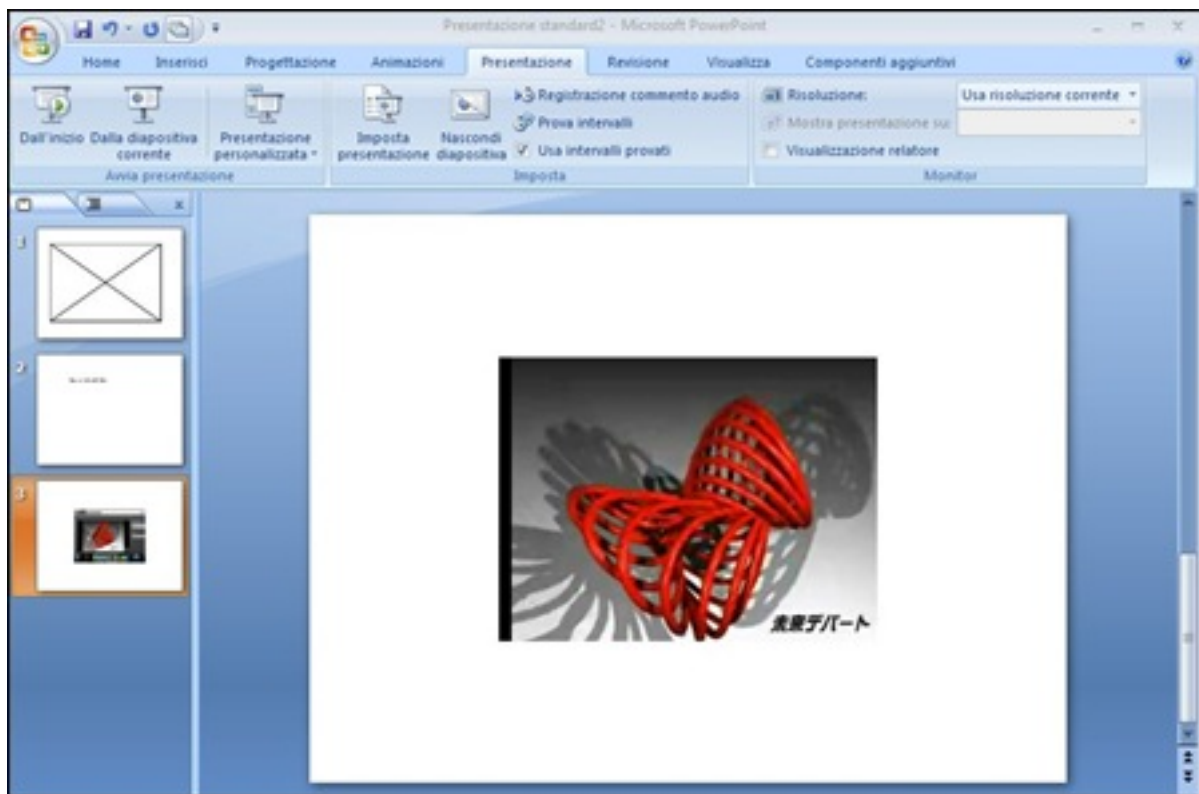 Presentazione standard2 - Microsoft PowerPoint
Home Inserisci Progettazione Animazioni Presentazione Revisione Visualizza Componenti aggiuntivi
Dall'inizio
Dalla diapositiva corrente
Presentazione personalizzata
Avvia presentazione
Imposta presentazione
Nascondi diapositiva
Registrazione commento audio
Prova intervalli
Usa intervalli provati
Imposta
Risoluzione: Usa risoluzione corrente
Mostra presentazione su:
Visualizzazione relatore
Monitor
1
2
3
未来デパート